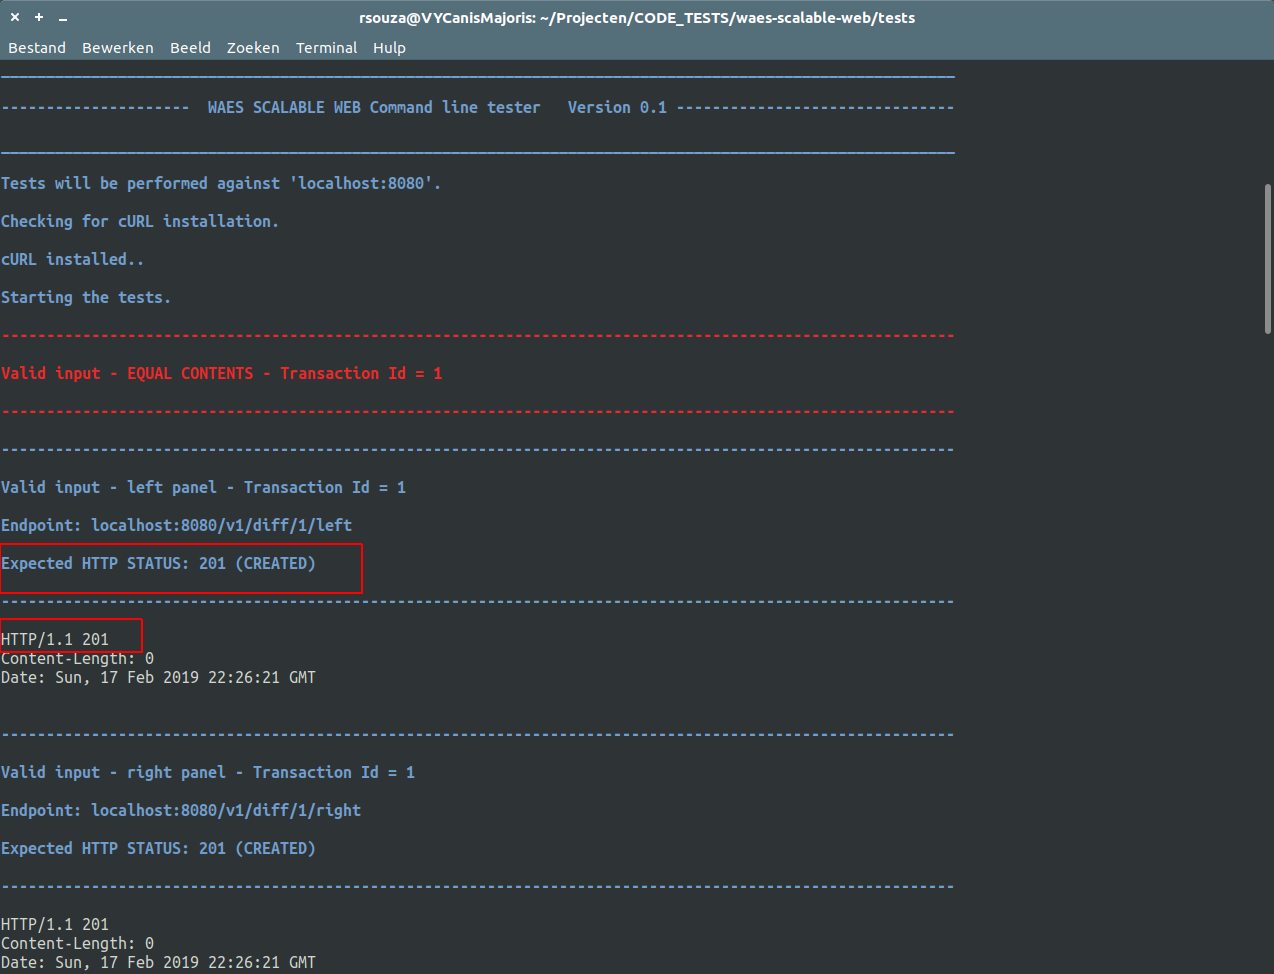 rsouza@VYCanisMajoris: ~/Projecten/CODE_TESTS/waes-scalable-web/tests
Bestand Bewerken Beeld Zoeken Terminal Hulp
--------------------- WAES SCALABLE WEB Command line tester Version 0.1 -------------------------------
Tests will be performed against 'localhost:8080'.
Checking for cURL installation.
cURL installed..
Starting the tests.
----------------------------------------------------------------------------------------------------------
Valid input - EQUAL CONTENTS - Transaction Id = 1
----------------------------------------------------------------------------------------------------------
----------------------------------------------------------------------------------------------------------
Valid input - left panel - Transaction Id = 1
Endpoint: localhost:8080/v1/diff/1/left
Expected HTTP STATUS: 201 (CREATED)
----------------------------------------------------------------------------------------------------------
HTTP/1.1 201
Content-Length: 0
Date: Sun, 17 Feb 2019 22:26:21 GMT
----------------------------------------------------------------------------------------------------------
Valid input - right panel - Transaction Id = 1
Endpoint: localhost:8080/v1/diff/1/right
Expected HTTP STATUS: 201 (CREATED)
----------------------------------------------------------------------------------------------------------
HTTP/1.1 201
Content-Length: 0
Date: Sun, 17 Feb 2019 22:26:21 GMT